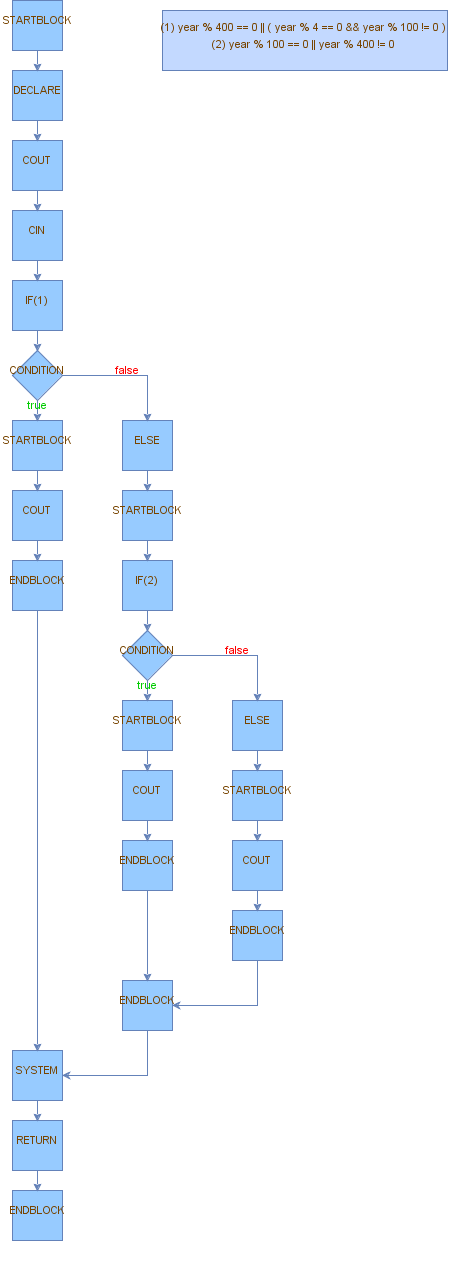 STARTBLOCK
(1) year % 400 == 0 || ( year % 4 == 0 && year % 100 != 0 )
(2) year % 100 == 0 || year % 400 != 0
DECLARE
COUT
CIN
IF(1)
CONDITION
false
true
STARTBLOCK
ELSE
COUT
STARTBLOCK
ENDBLOCK
IF(2)
CONDITION
false
true
STARTBLOCK
ELSE
COUT
STARTBLOCK
ENDBLOCK
COUT
ENDBLOCK
ENDBLOCK
SYSTEM
RETURN
ENDBLOCK